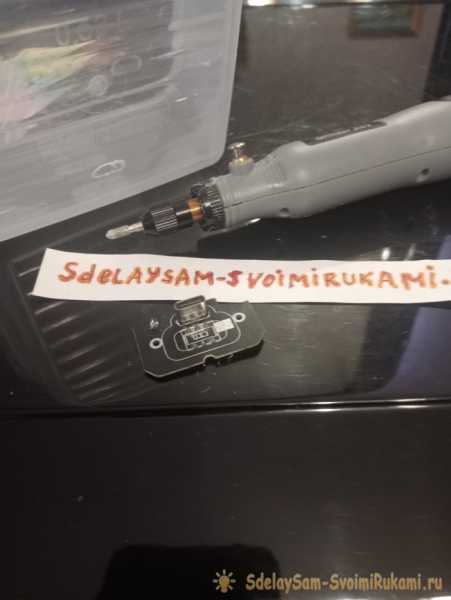 SdELAYSAM-SVOiMiRUKAMi.
SdelaySam-SvoimiRukami.ru